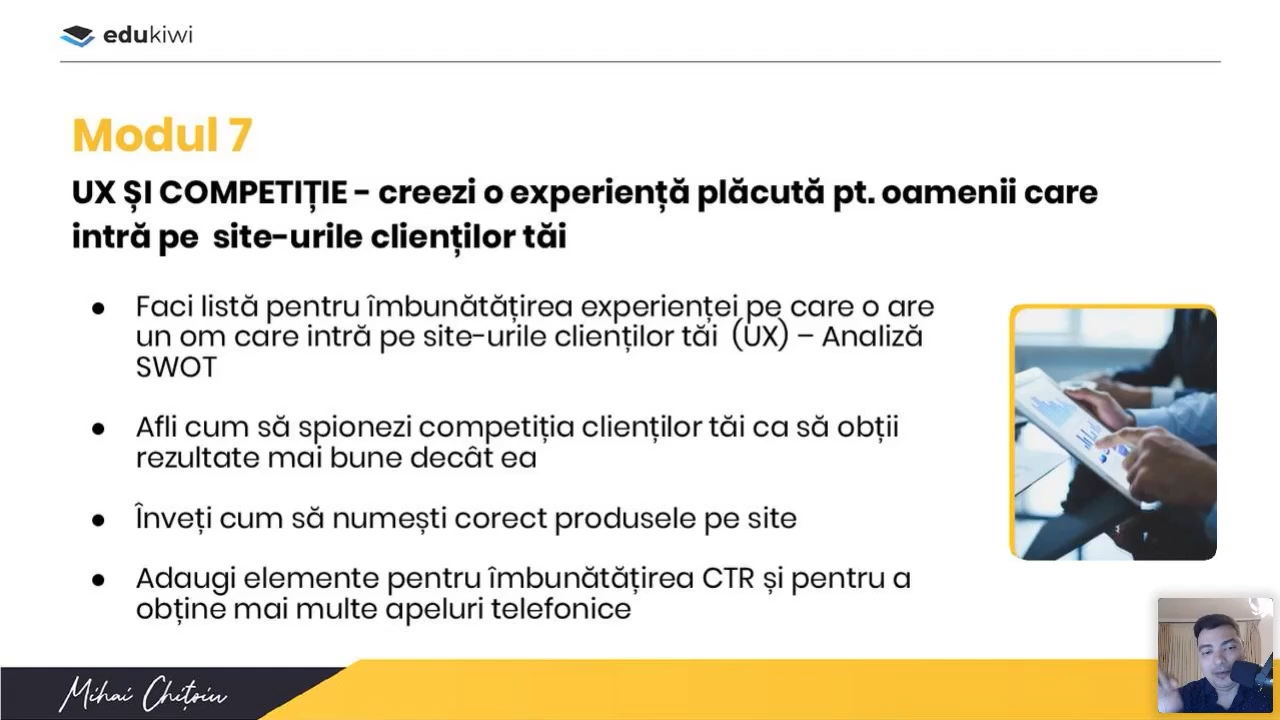 edukiwi
Modul 7
UX ȘI COMPETIȚIE - creezi o experiență plăcută pt. oamenii care
intră pe site-urile clienților tăi
● Faci listă pentru îmbunătățirea experienței pe care o are
un om care intră pe site-urile clienților tăi (UX) – Analiză
SWOT
● Afli cum să spionezi competiția clienților tăi ca să obții
rezultate mai bune decât ea
● Înveți cum să numești corect produsele pe site
● Adaugi elemente pentru îmbunătățirea CTR și pentru a
obține mai multe apeluri telefonice
Mihai Chițoiu